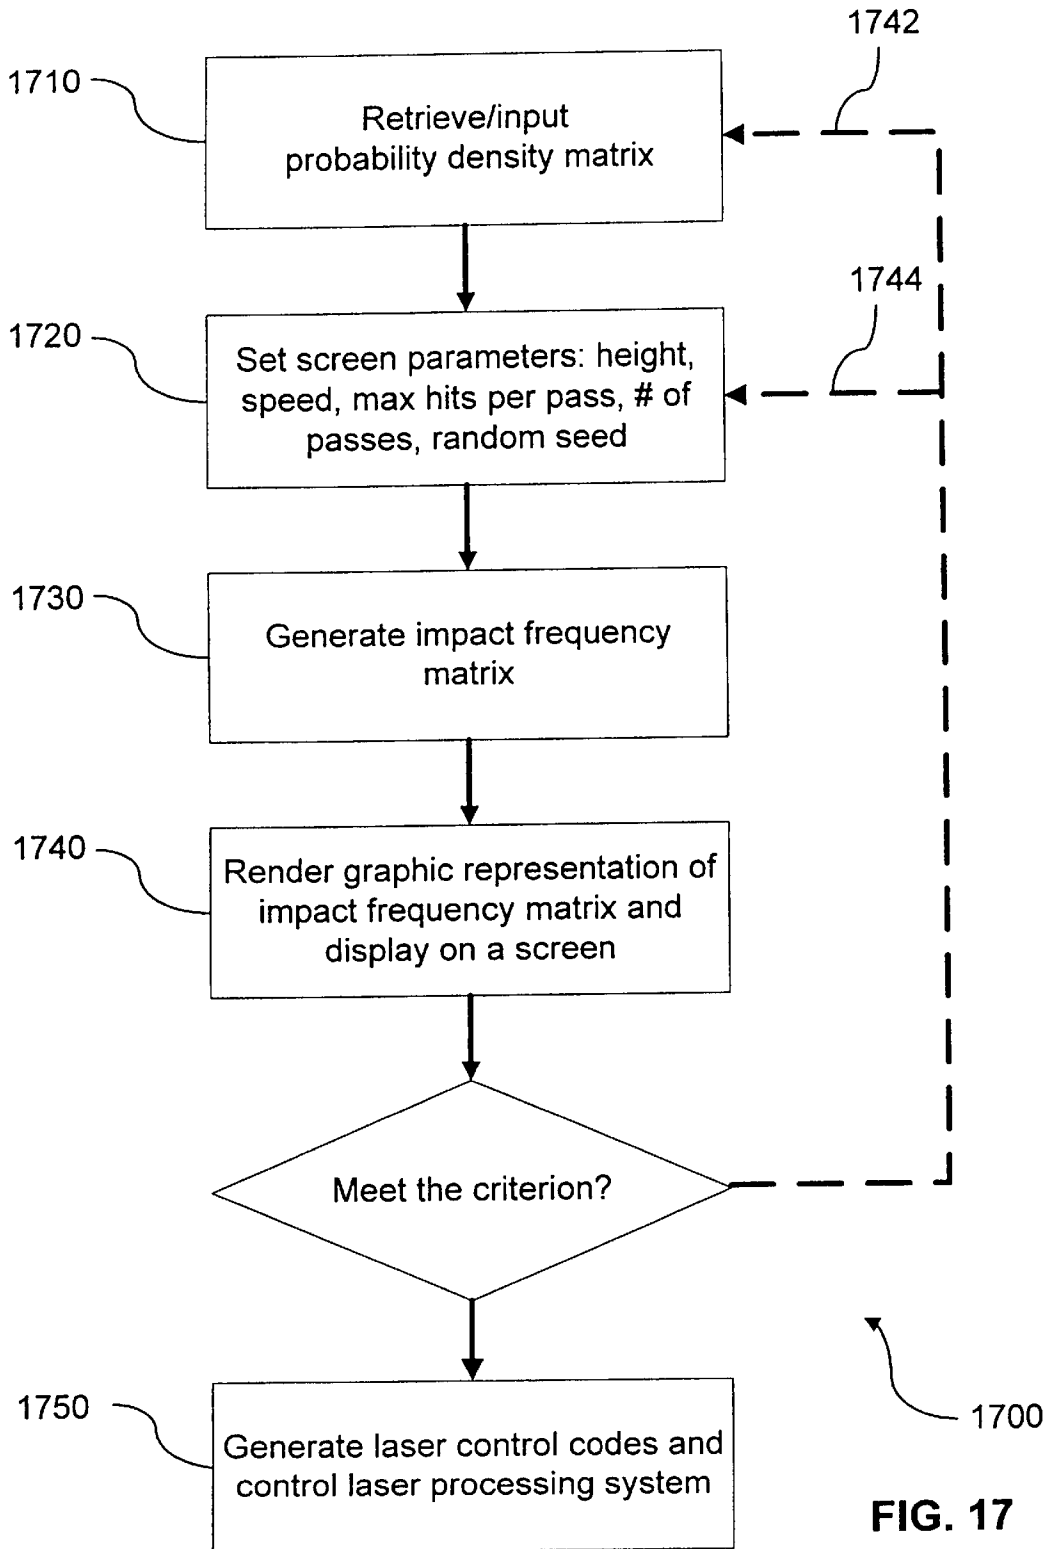 1742
1710
Retrieve/input
probability density matrix
1744
1720
Set screen parameters: height,
speed, max hits per pass, # of
passes, random seed
1730
Generate impact frequency
matrix
1740
Render graphic representation of
impact frequency matrix and
display on a screen
Meet the criterion?
1750
Generate laser control codes and
control laser processing system
1700
FIG. 17